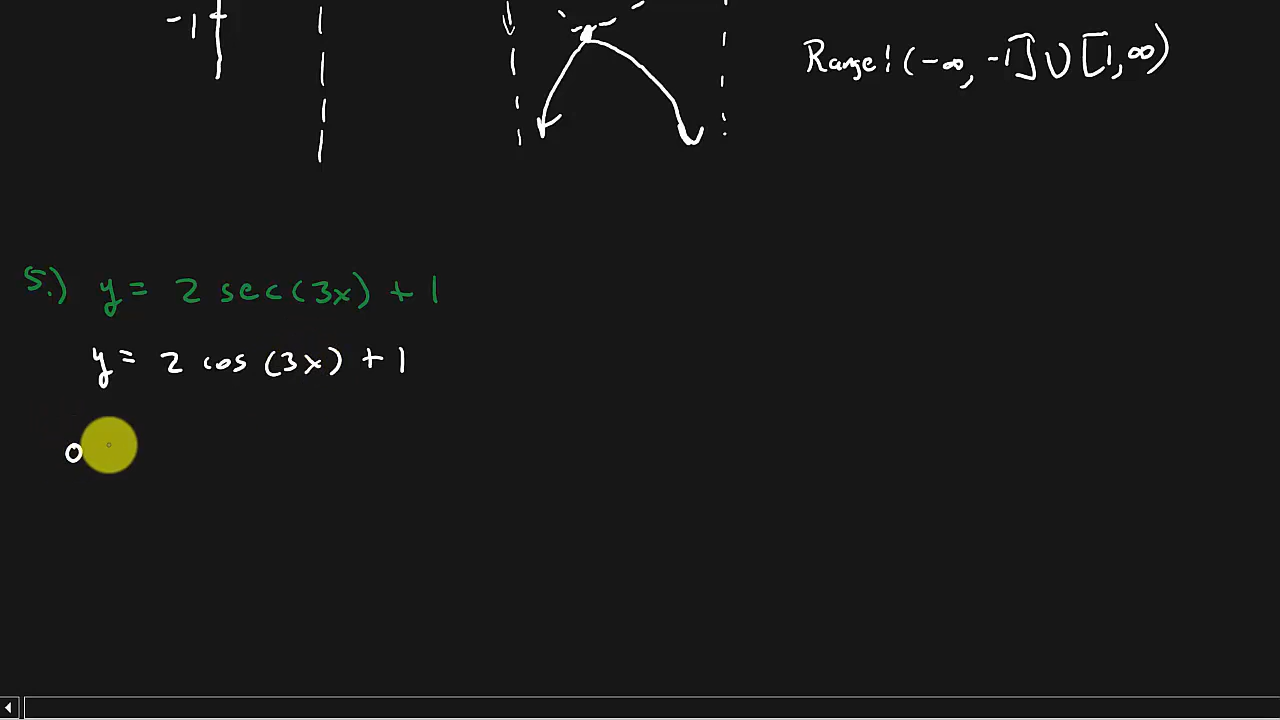 -1
Range: (-∞, -1] ∪ [1, ∞)
5.) y = 2 sec(3x) + 1
y = 2 cos (3x) + 1
0